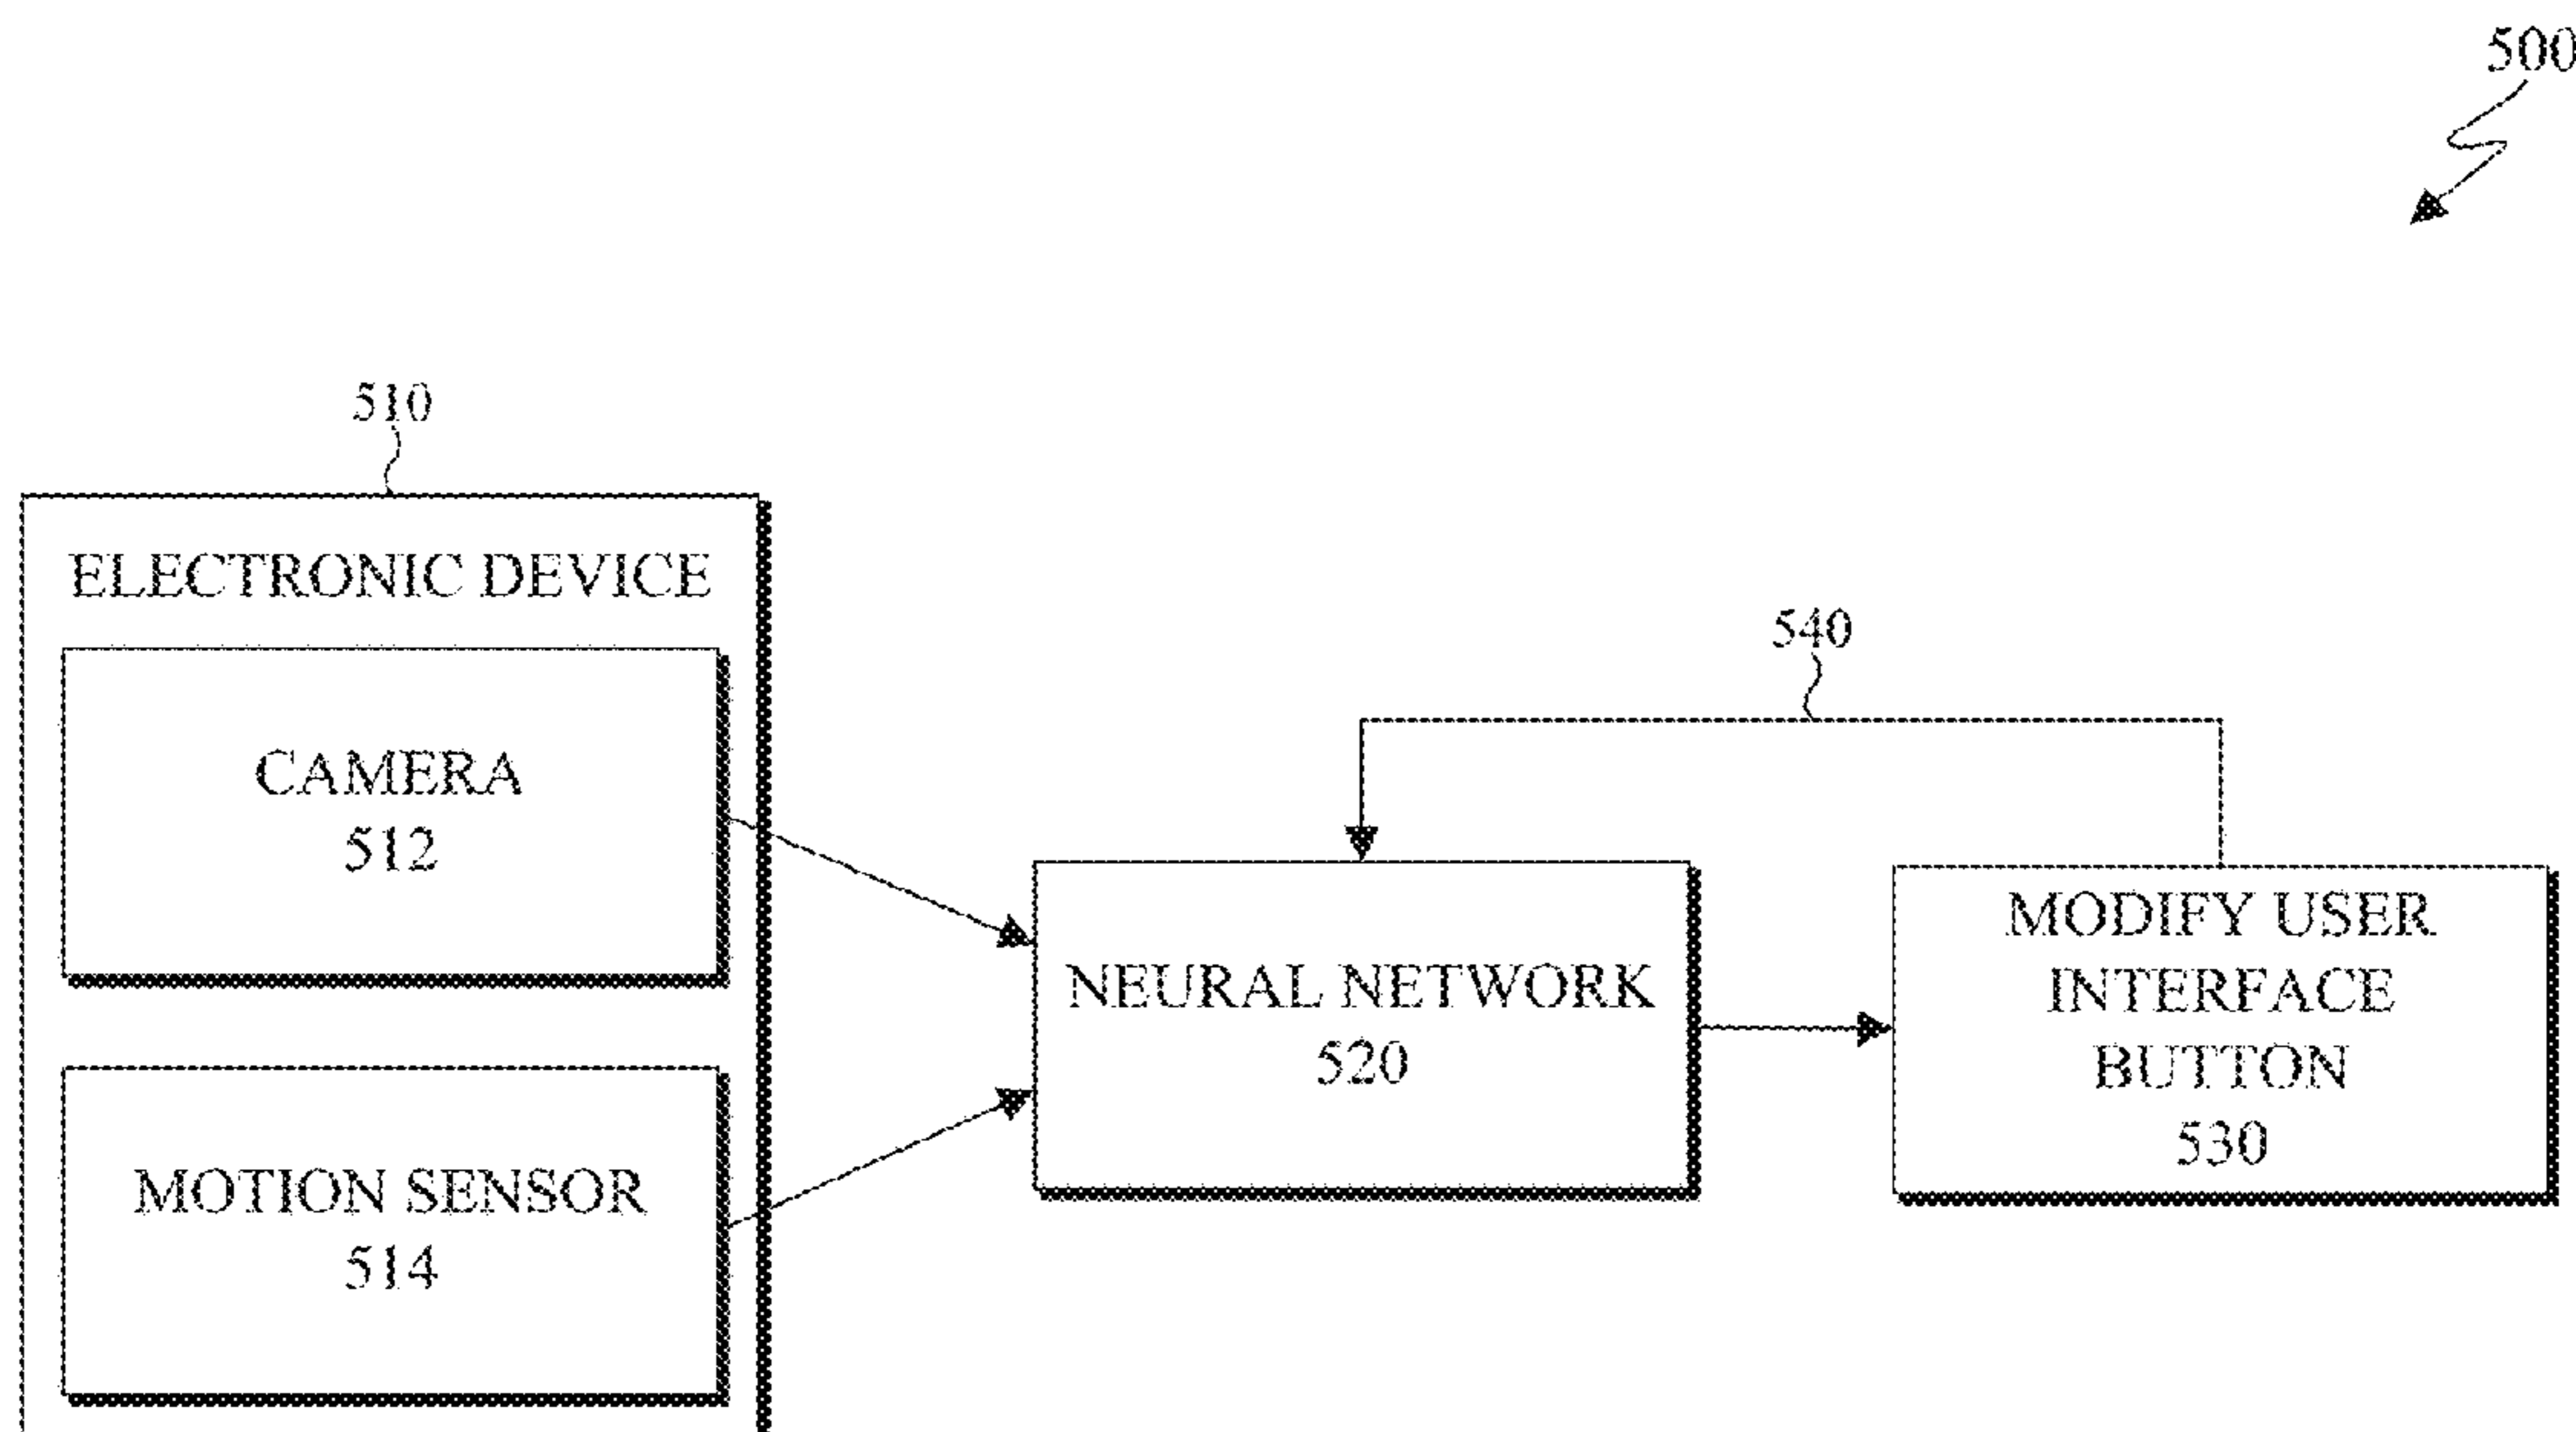 500
510
ELECTRONIC DEVICE
CAMERA
512
MOTION SENSOR
514
540
NEURAL NETWORK
520
MODIFY USER
INTERFACE
BUTTON
530